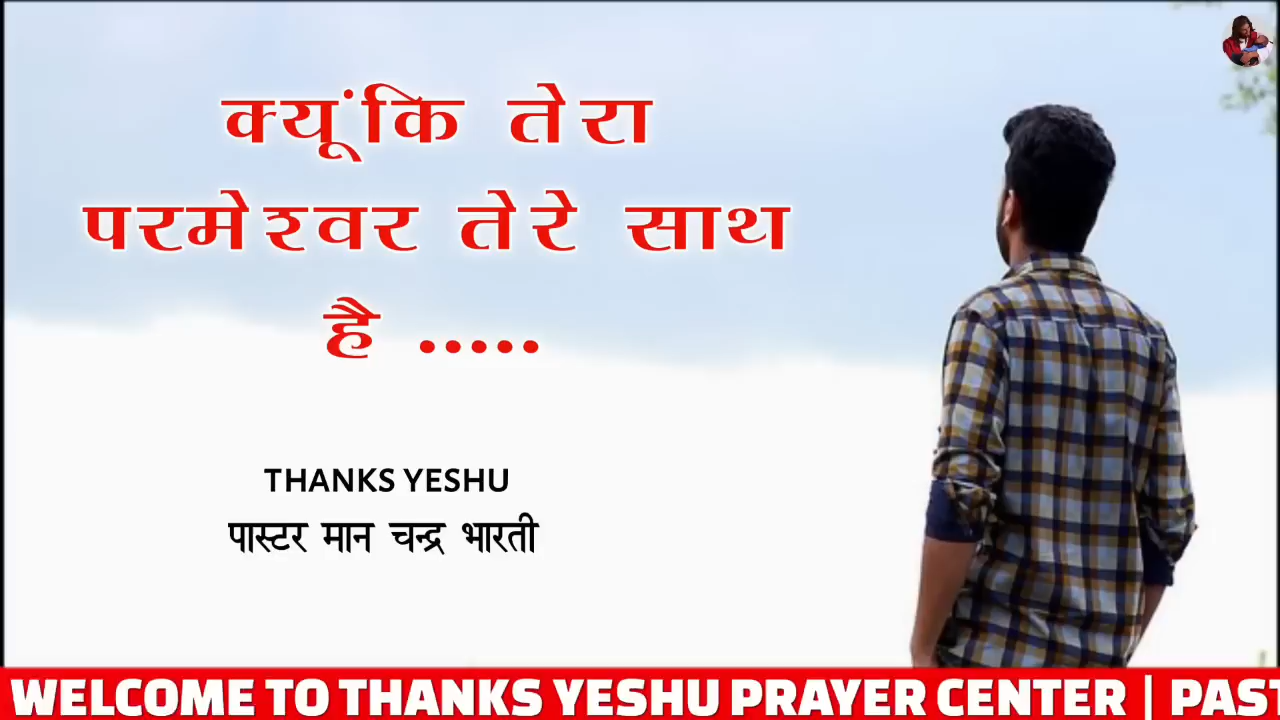 क्यूंकि तेरा
परमेश्वर तेरे साथ
है .....
THANKS YESHU
पास्टर मान चन्द्र भारती
WELCOME TO THANKS YESHU PRAYER CENTER | PAST